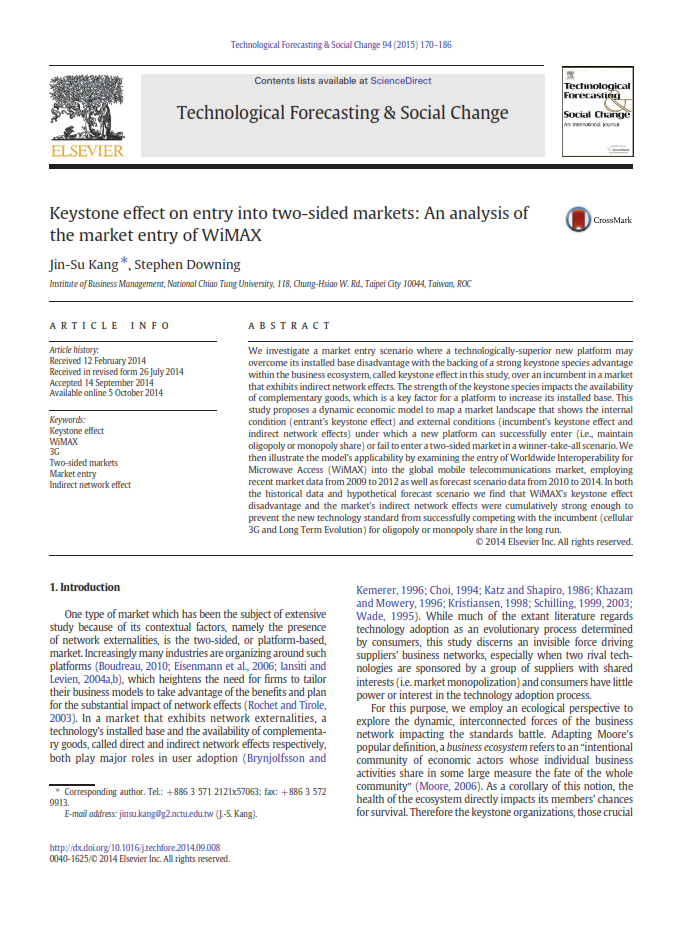 Technological Forecasting & Social Change 94 (2015) 170–186
Contents lists available at ScienceDirect
Technological Forecasting & Social Change
ELSEVIER
Technological
Forecasting
&
Social Change
An International Journal
Keystone effect on entry into two-sided markets: An analysis of
the market entry of WiMAX
CrossMark
Jin-Su Kang *, Stephen Downing
Institute of Business Management, National Chiao Tung University, 118, Chung-Hsiao W. Rd., Taipei City 10044, Taiwan, ROC
ARTICLE INFO
Article history:
Received 12 February 2014
Received in revised form 26 July 2014
Accepted 14 September 2014
Available online 5 October 2014
Keywords:
Keystone effect
WiMAX
3G
Two-sided markets
Market entry
Indirect network effect
ABSTRACT
We investigate a market entry scenario where a technologically-superior new platform may
overcome its installed base disadvantage with the backing of a strong keystone species advantage
within the business ecosystem, called keystone effect in this study, over an incumbent in a market
that exhibits indirect network effects. The strength of the keystone species impacts the availability
of complementary goods, which is a key factor for a platform to increase its installed base. This
study proposes a dynamic economic model to map a market landscape that shows the internal
condition (entrant's keystone effect) and external conditions (incumbent's keystone effect and
indirect network effects) under which a new platform can successfully enter (i.e., maintain
oligopoly or monopoly share) or fail to enter a two-sided market in a winner-take-all scenario. We
then illustrate the model's applicability by examining the entry of Worldwide Interoperability for
Microwave Access (WiMAX) into the global mobile telecommunications market, employing
recent market data from 2009 to 2012 as well as forecast scenario data from 2010 to 2014. In both
the historical data and hypothetical forecast scenario we find that WiMAX's keystone effect
disadvantage and the market's indirect network effects were cumulatively strong enough to
prevent the new technology standard from successfully competing with the incumbent (cellular
3G and Long Term Evolution) for oligopoly or monopoly share in the long run.
© 2014 Elsevier Inc. All rights reserved.
1. Introduction
One type of market which has been the subject of extensive
study because of its contextual factors, namely the presence
of network externalities, is the two-sided, or platform-based,
market. Increasingly many industries are organizing around such
platforms (Boudreau, 2010; Eisenmann et al., 2006; Iansiti and
Levien, 2004a,b), which heightens the need for firms to tailor
their business models to take advantage of the benefits and plan
for the substantial impact of network effects (Rochet and Tirole,
2003). In a market that exhibits network externalities, a
technology's installed base and the availability of complementa-
ry goods, called direct and indirect network effects respectively,
both play major roles in user adoption (Brynjolfsson and
* Corresponding author. Tel.: +886 3 571 2121x57063; fax: +886 3 572
9913.
E-mail address: jinsu.kang@g2.nctu.edu.tw (J.-S. Kang).
Kemerer, 1996; Choi, 1994; Katz and Shapiro, 1986; Khazam
and Mowery, 1996; Kristiansen, 1998; Schilling, 1999, 2003;
Wade, 1995). While much of the extant literature regards
technology adoption as an evolutionary process determined
by consumers, this study discerns an invisible force driving
suppliers' business networks, especially when two rival tech-
nologies are sponsored by a group of suppliers with shared
interests (i.e. market monopolization) and consumers have little
power or interest in the technology adoption process.
For this purpose, we employ an ecological perspective to
explore the dynamic, interconnected forces of the business
network impacting the standards battle. Adapting Moore's
popular definition, a business ecosystem refers to an "intentional
community of economic actors whose individual business
activities share in some large measure the fate of the whole
community" (Moore, 2006). As a corollary of this notion, the
health of the ecosystem directly impacts its members' chances
for survival. Therefore the keystone organizations, those crucial
http://dx.doi.org/10.1016/j.techfore.2014.09.008
0040-1625/© 2014 Elsevier Inc. All rights reserved.